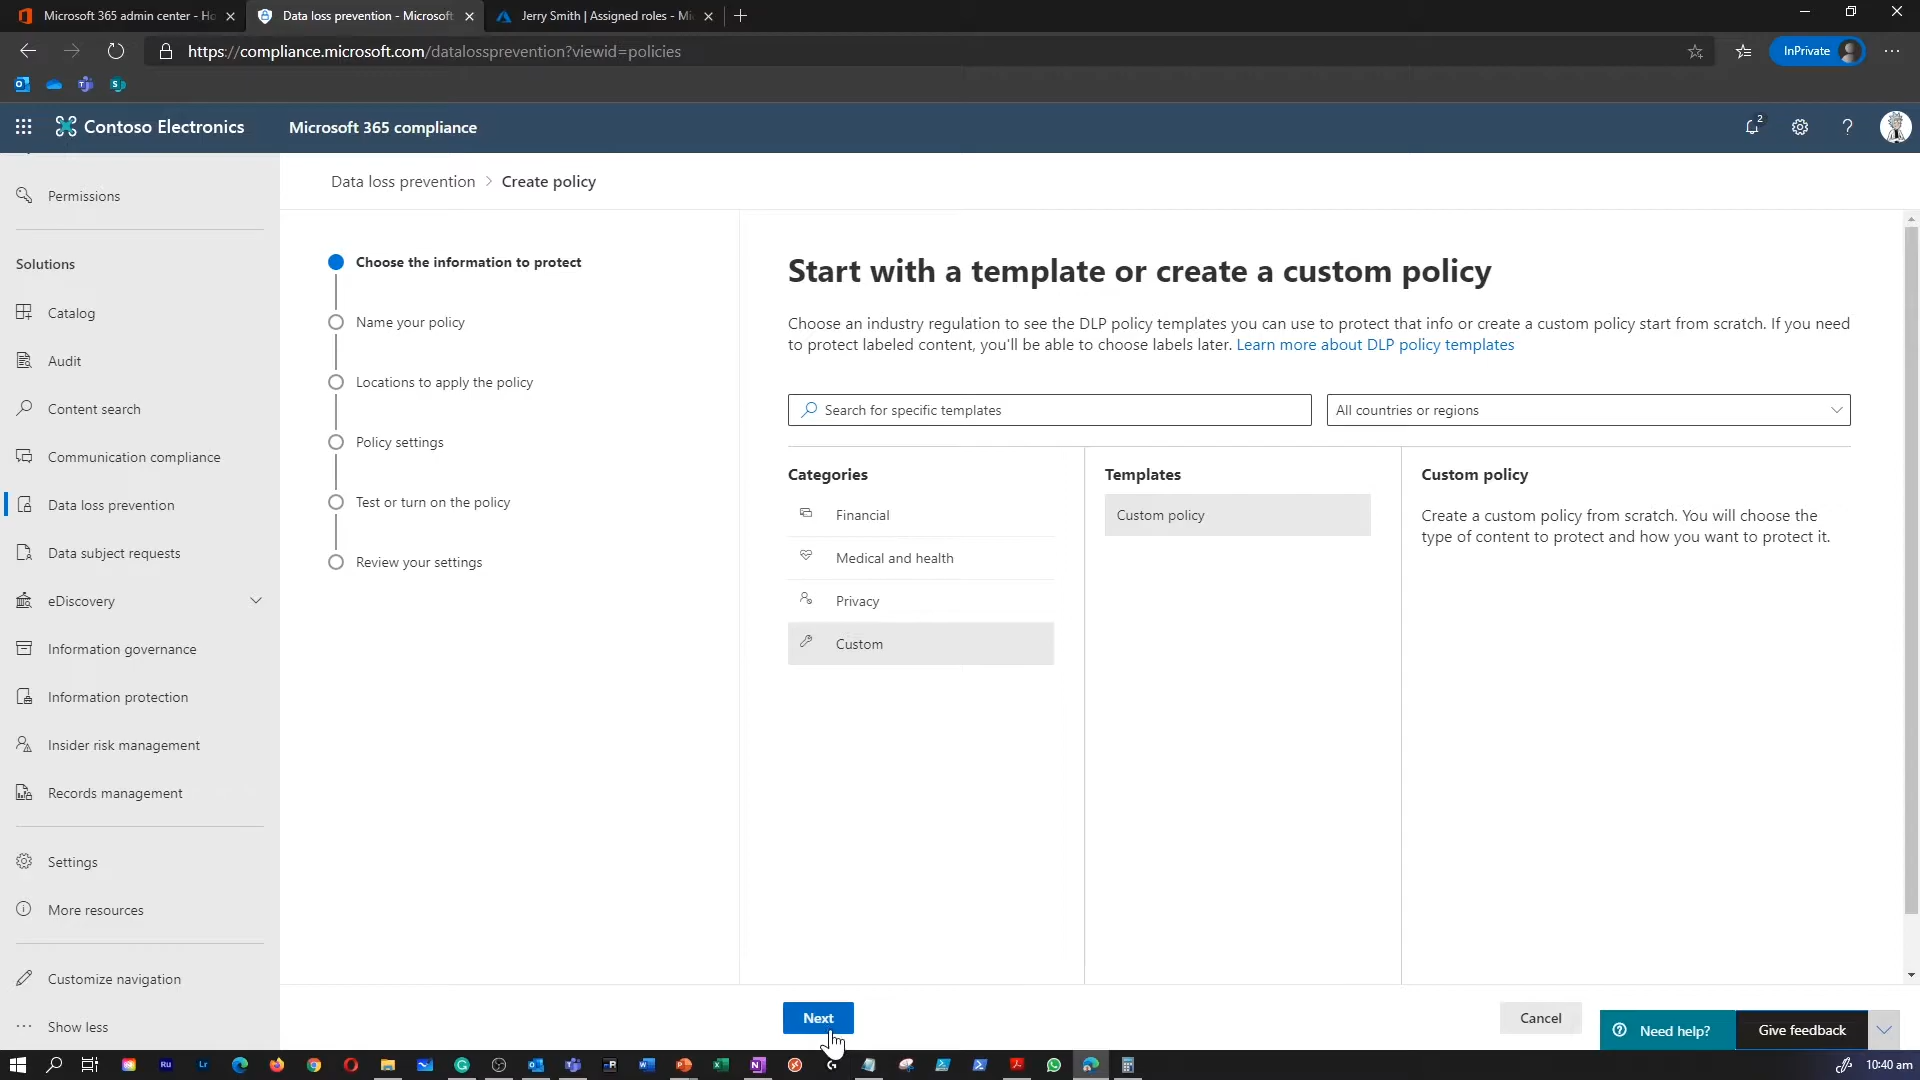 Microsoft 365 admin center - Ho
Data loss prevention - Microsoft
Jerry Smith | Assigned roles - Mi
https://compliance.microsoft.com/datalossprevention?viewid=policies
InPrivate
Contoso Electronics
Microsoft 365 compliance
2
Permissions
Solutions
Catalog
Audit
Content search
Communication compliance
Data loss prevention
Data subject requests
eDiscovery
Information governance
Information protection
Insider risk management
Records management
Settings
More resources
Customize navigation
Show less
Data loss prevention > Create policy
Choose the information to protect
Name your policy
Locations to apply the policy
Policy settings
Test or turn on the policy
Review your settings
Start with a template or create a custom policy
Choose an industry regulation to see the DLP policy templates you can use to protect that info or create a custom policy start from scratch. If you need
to protect labeled content, you'll be able to choose labels later. Learn more about DLP policy templates
Search for specific templates
All countries or regions
Categories
Financial
Medical and health
Privacy
Custom
Templates
Custom policy
Custom policy
Create a custom policy from scratch. You will choose the
type of content to protect and how you want to protect it.
Next
Cancel
Need help?
Give feedback
10:40 am